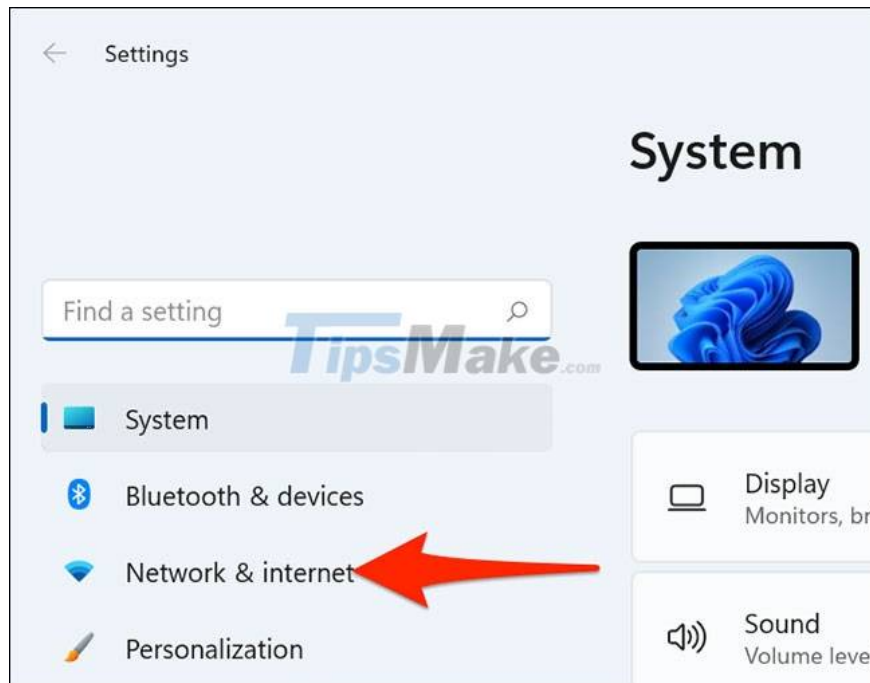 Settings
System
Find a setting
TipsMake.com
System
Bluetooth & devices
Network & internet
Personalization
Display
Monitors, br
Sound
Volume leve